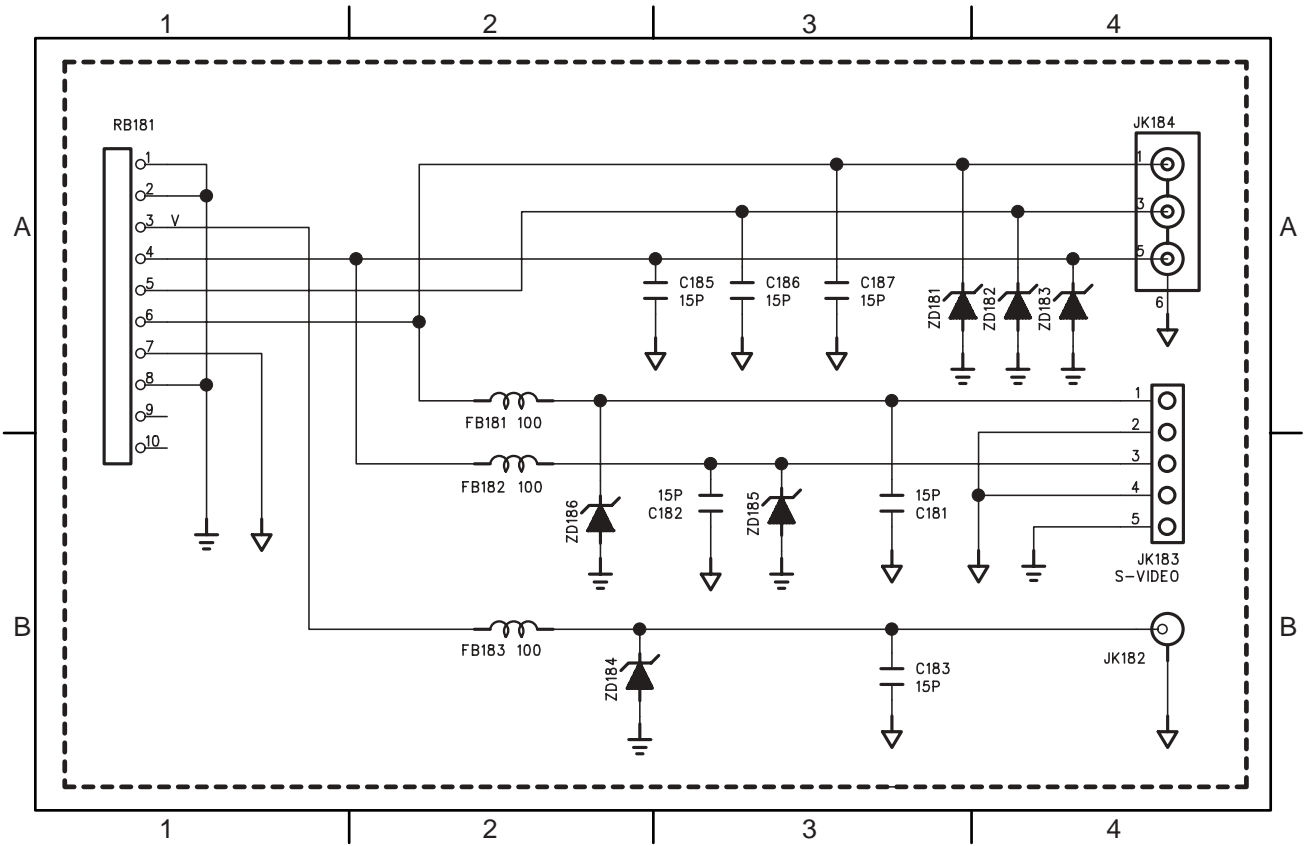 1 2 3 4
RB181
JK184
1
2
3 V
4
5
6
7
8
9
10
1
3
5
6
A A
C185
15P
C186
15P
C187
15P
ZD181
ZD182
ZD183
FB181 100
FB182 100
ZD186
15P
C182
ZD185
15P
C181
1
2
3
4
5
JK183
S-VIDEO
B B
FB183 100
ZD184
C183
15P
JK182
1 2 3 4